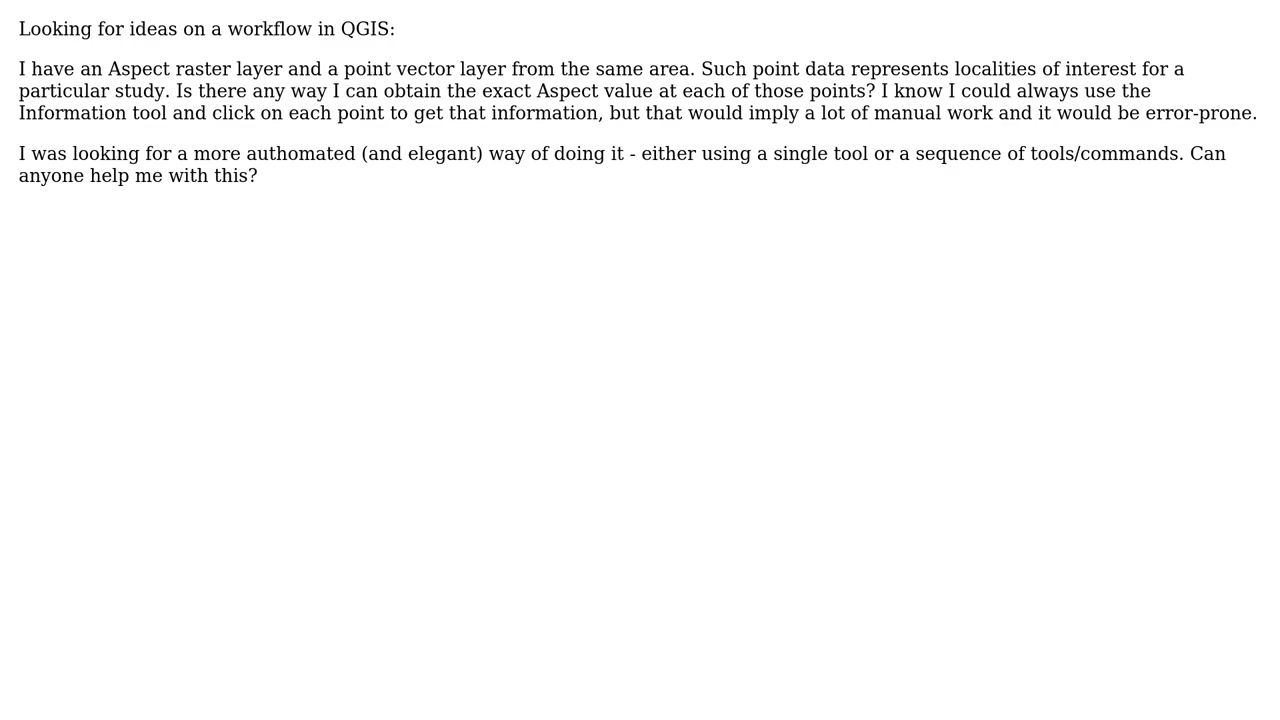 Looking for ideas on a workflow in QGIS:
I have an Aspect raster layer and a point vector layer from the same area. Such point data represents localities of interest for a
particular study. Is there any way I can obtain the exact Aspect value at each of those points? I know I could always use the
Information tool and click on each point to get that information, but that would imply a lot of manual work and it would be error-prone.
I was looking for a more authomated (and elegant) way of doing it - either using a single tool or a sequence of tools/commands. Can
anyone help me with this?